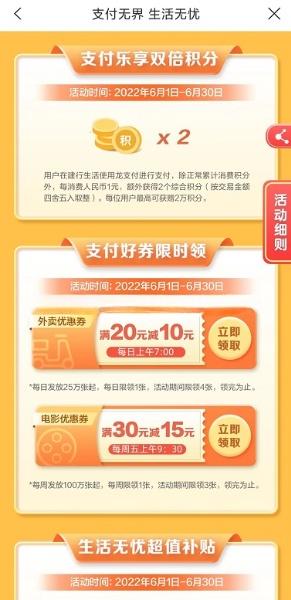 支付无界 生活无忧
支付乐享双倍积分
活动时间：2022年6月1日-6月30日
积
x 2
用户在建行生活使用龙支付进行支付，除正常累计消费积分
外，每消费人民币1元，额外获得2个综合积分（按交易金额
四舍五入取整）。每位用户最高可获赠2万积分。
活动细则
支付好券限时领
活动时间：2022年6月1日-6月30日
外卖优惠券
满20元减10元
每日上午7:00
立即
领取
*每日发放25万张起，每日限领1张，活动期间限领4张，领完为止。
电影优惠券
满30元减15元
每周五上午9：30
立即
领取
*每周发放100万张起，每周限领1张，活动期间限领3张，领完为止。
生活无忧超值补贴
活动时间：2022年6月1日-6月30日